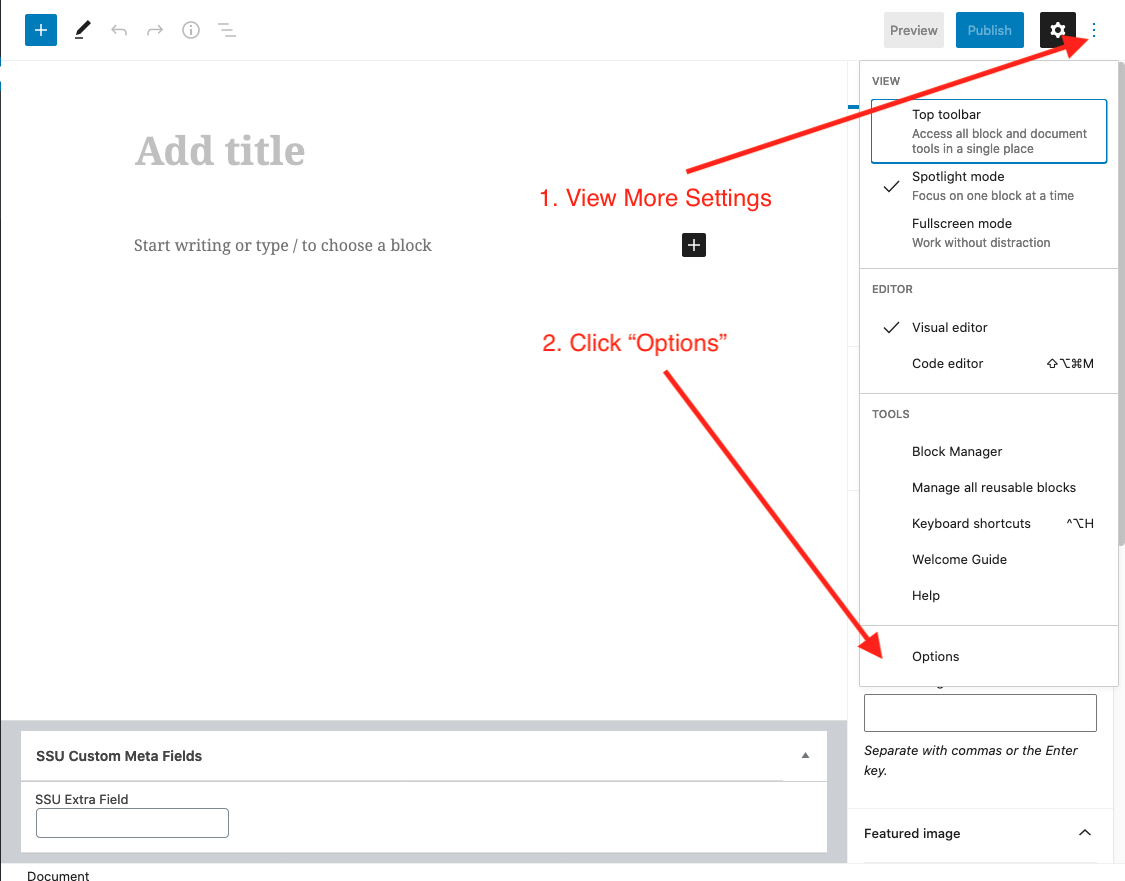 Preview
Publish
VIEW
Top toolbar
Access all block and document
tools in a single place
Spotlight mode
Focus on one block at a time
Fullscreen mode
Work without distraction
Add title
1. View More Settings
Start writing or type / to choose a block
EDITOR
Visual editor
Code editor ⇧⌥⌘M
2. Click “Options”
TOOLS
Block Manager
Manage all reusable blocks
Keyboard shortcuts ^⌥H
Welcome Guide
Help
Options
Separate with commas or the Enter
key.
Featured image
SSU Custom Meta Fields
SSU Extra Field
Document